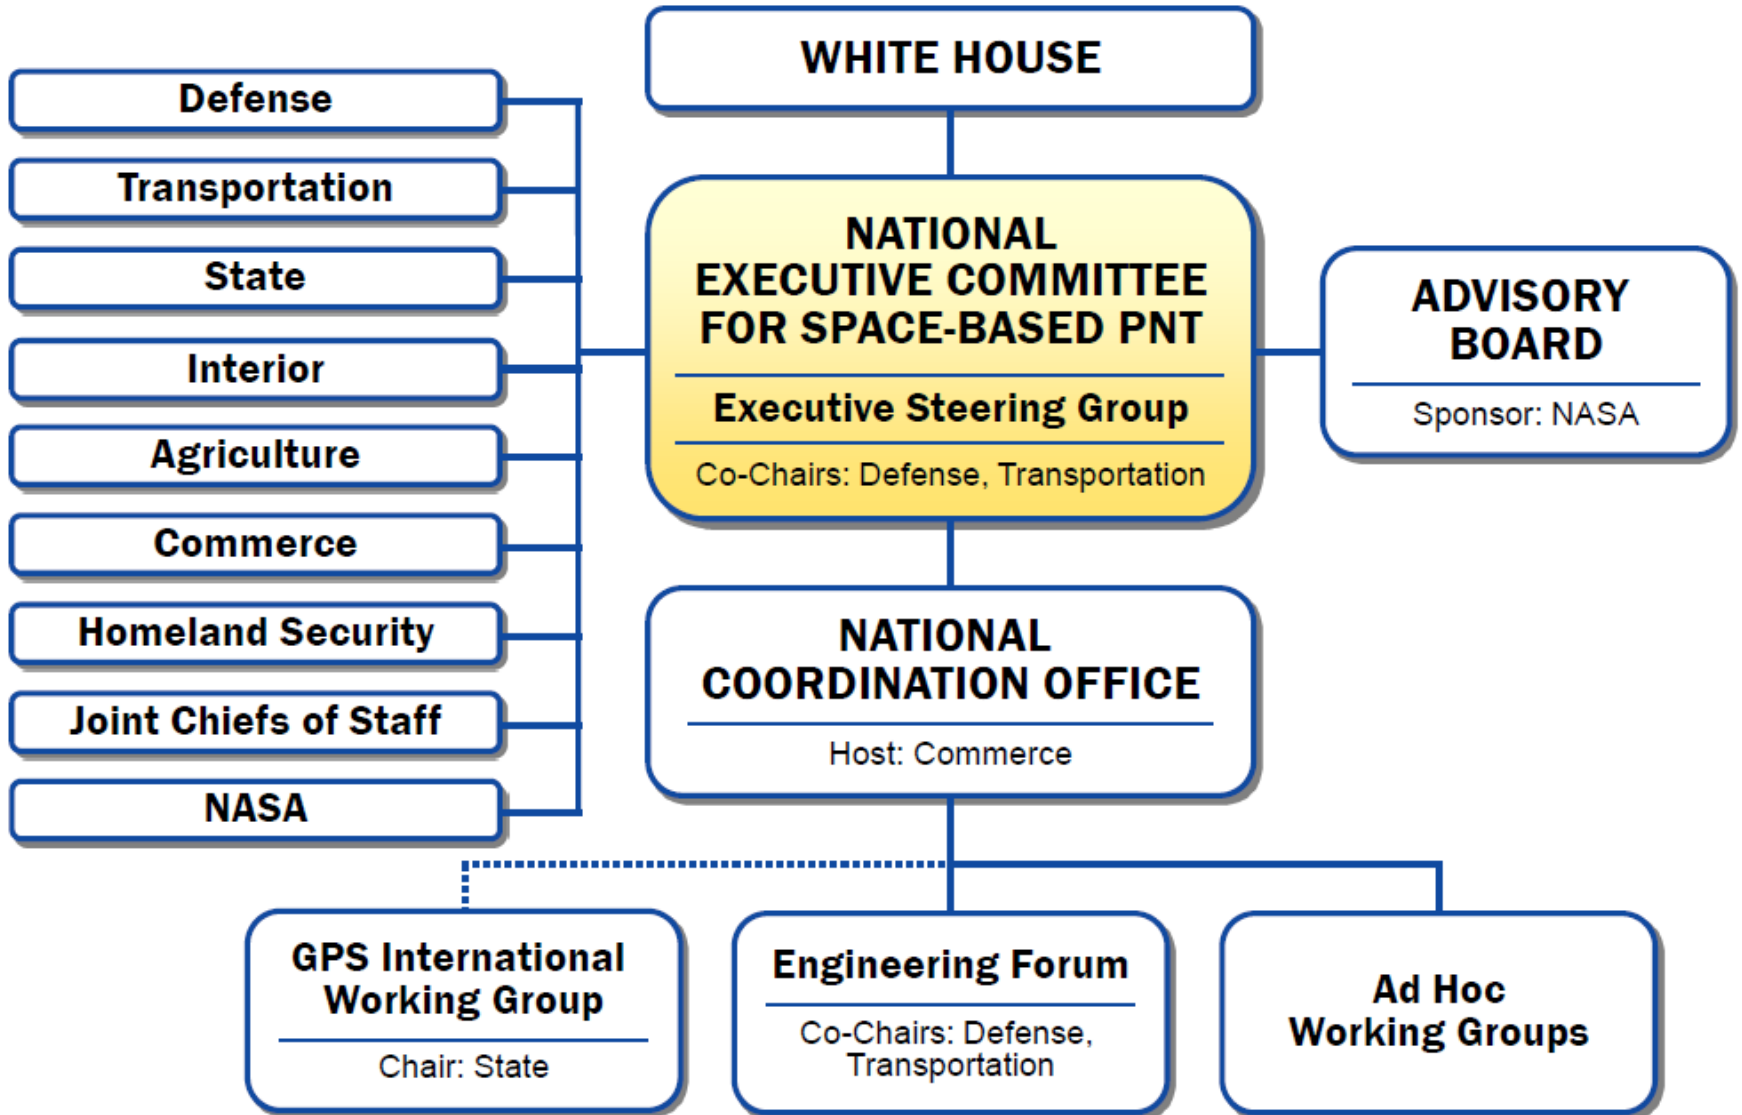 WHITE HOUSE
Defense
Transportation
State
Interior
Agriculture
Commerce
Homeland Security
Joint Chiefs of Staff
NASA
NATIONAL
EXECUTIVE COMMITTEE
FOR SPACE-BASED PNT
Executive Steering Group
Co-Chairs: Defense, Transportation
ADVISORY
BOARD
Sponsor: NASA
NATIONAL
COORDINATION OFFICE
Host: Commerce
GPS International
Working Group
Chair: State
Engineering Forum
Co-Chairs: Defense,
Transportation
Ad Hoc
Working Groups